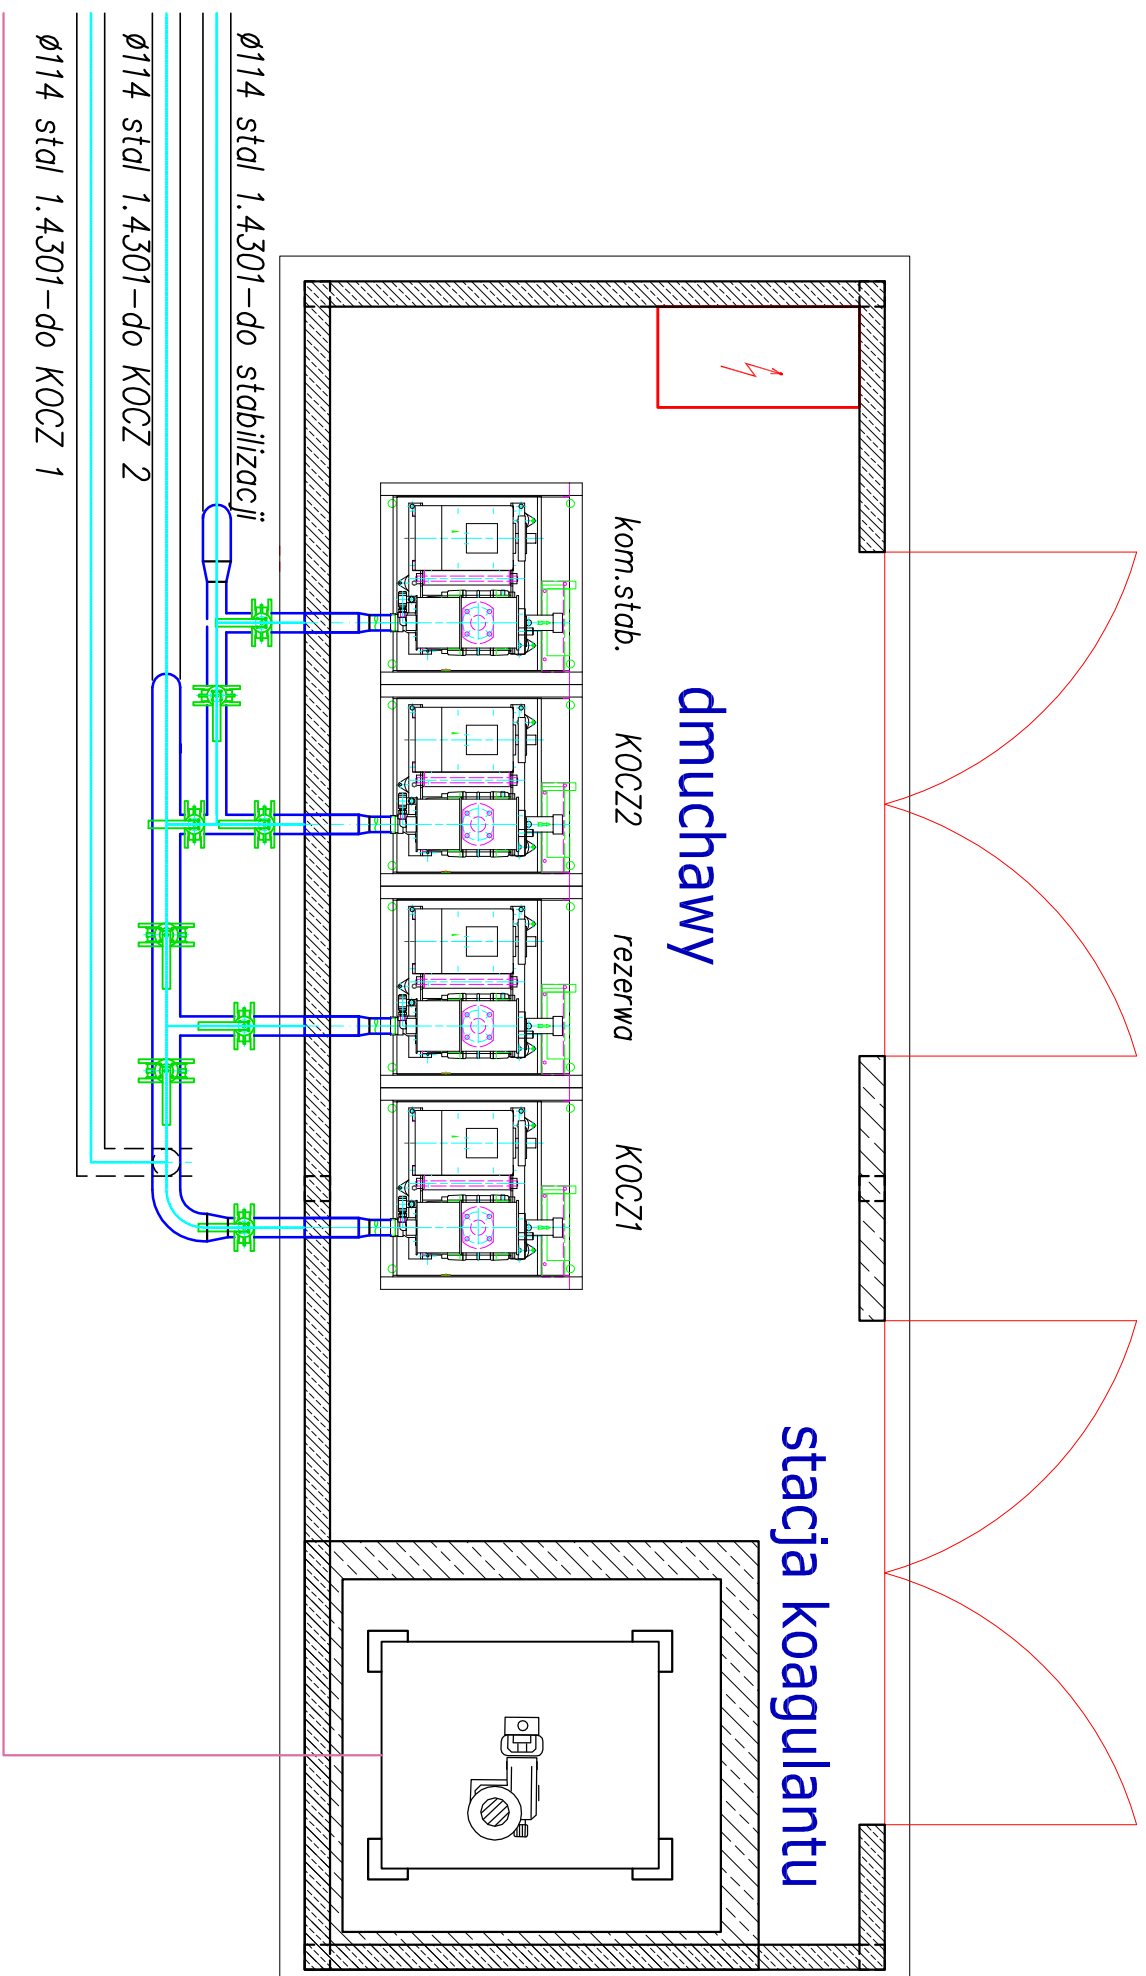 ø114 stal 1.4301-do stabilizacji
ø114 stal 1.4301-do KOCZ 2
ø114 stal 1.4301-do KOCZ 1
kom.stab.
KOCZ2
rezerwa
KOCZ1
dmuchawy
stacja koagulantu